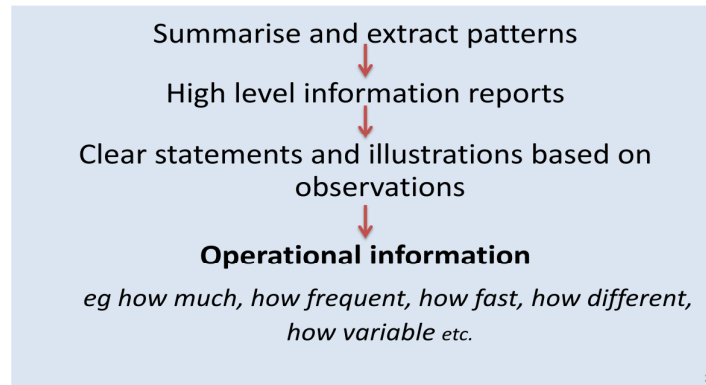 Summarise and extract patterns
High level information reports
Clear statements and illustrations based on
observations
Operational information
eg how much, how frequent, how fast, how different,
how variable etc.